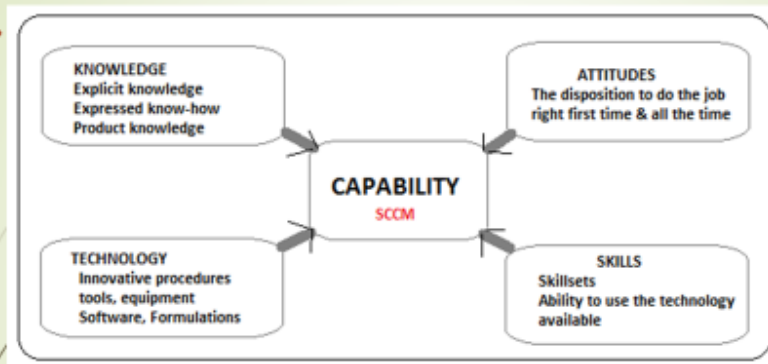 KNOWLEDGE
Explicit knowledge
Expressed know-how
Product knowledge
ATTITUDES
The disposition to do the job
right first time & all the time
CAPABILITY
SCCM
TECHNOLOGY
Innovative procedures
tools, equipment
Software, Formulations
SKILLS
Skillsets
Ability to use the technology
available